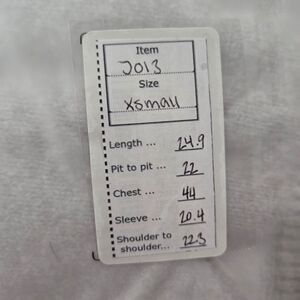 Item
J013
Size
xsmall
Length ... 24.9
Pit to pit ... 22
Chest ... 44
Sleeve ... 20.4
Shoulder to
shoulder... 22.3